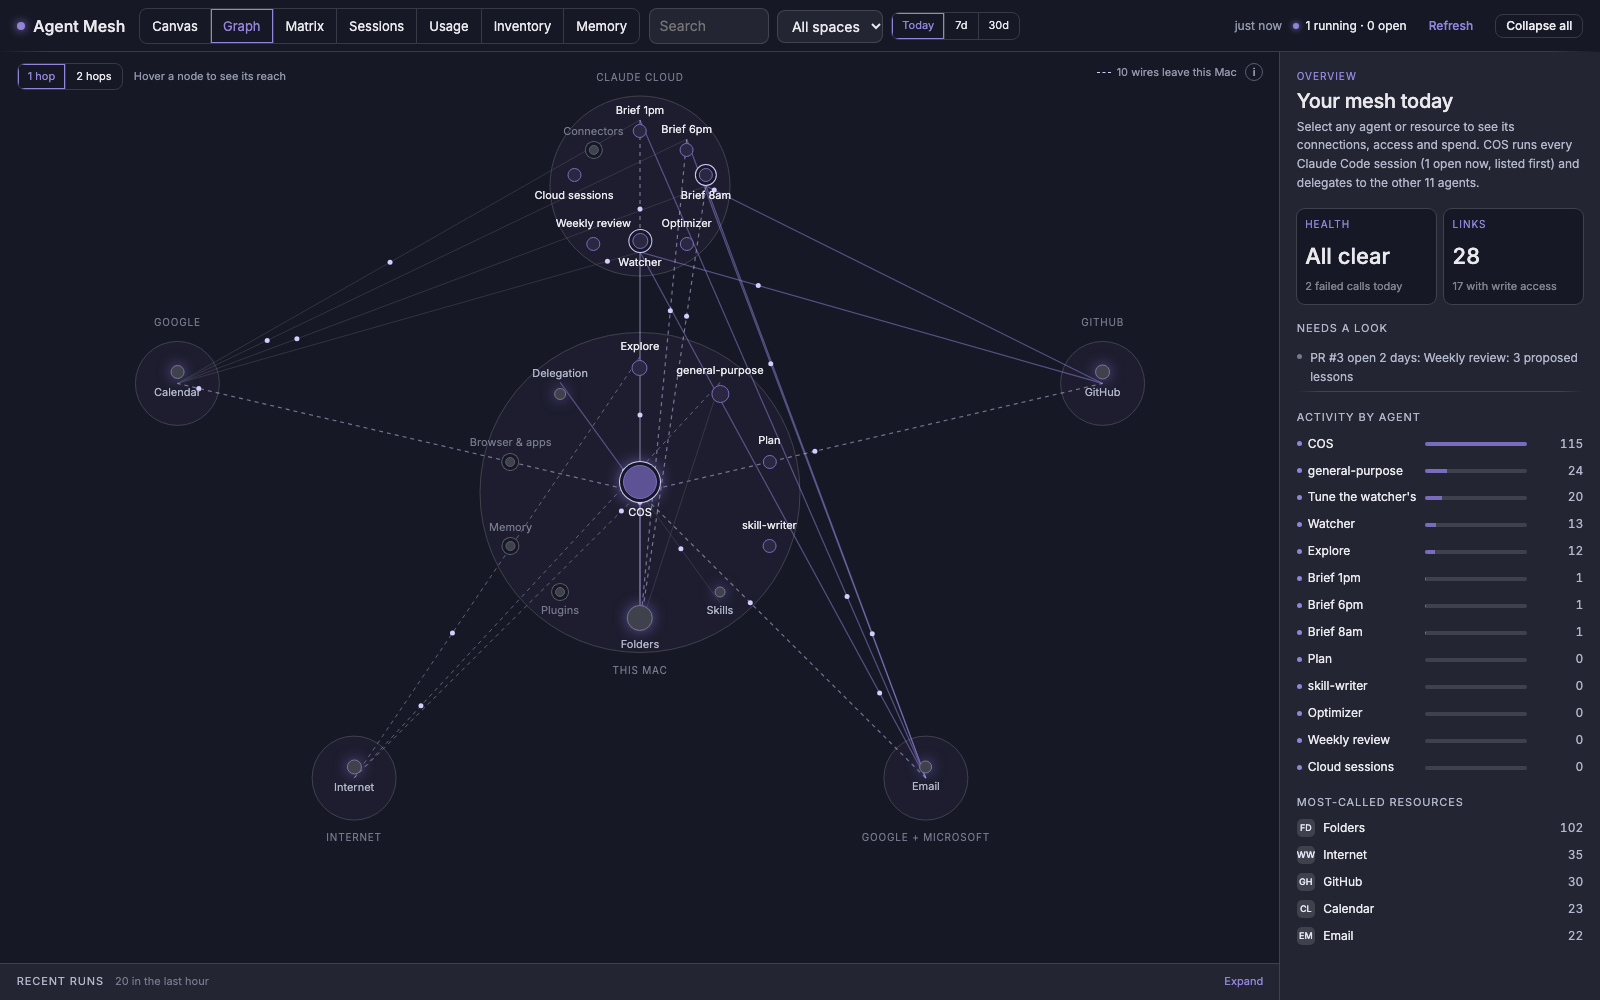 Agent Mesh
Canvas
Graph
Matrix
Sessions
Usage
Inventory
Memory
Search
All spaces
Today
7d
30d
just now
1 running · 0 open
Refresh
Collapse all
1 hop
2 hops
Hover a node to see its reach
10 wires leave this Mac
i
CLAUDE CLOUD
Brief 1pm
Connectors
Brief 6pm
Cloud sessions
Brief 8am
Weekly review
Optimizer
Watcher
GOOGLE
Calendar
GITHUB
GitHub
Explore
Delegation
general-purpose
Browser & apps
Plan
COS
Memory
skill-writer
Plugins
Skills
Folders
THIS MAC
Internet
INTERNET
Email
GOOGLE + MICROSOFT
RECENT RUNS
20 in the last hour
Expand
OVERVIEW
Your mesh today
Select any agent or resource to see its
connections, access and spend. COS runs every
Claude Code session (1 open now, listed first) and
delegates to the other 11 agents.
HEALTH
All clear
2 failed calls today
LINKS
28
17 with write access
NEEDS A LOOK
PR #3 open 2 days: Weekly review: 3 proposed
lessons
ACTIVITY BY AGENT
COS 115
general-purpose 24
Tune the watcher's 20
Watcher 13
Explore 12
Brief 1pm 1
Brief 6pm 1
Brief 8am 1
Plan 0
skill-writer 0
Optimizer 0
Weekly review 0
Cloud sessions 0
MOST-CALLED RESOURCES
FD Folders 102
WW Internet 35
GH GitHub 30
CL Calendar 23
EM Email 22